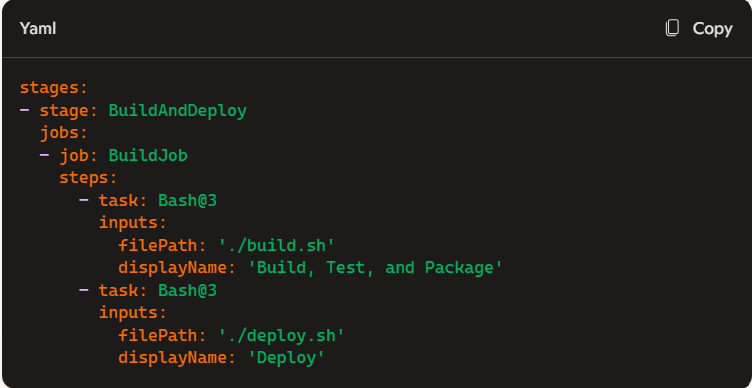 Yaml
Copy
stages:
- stage: BuildAndDeploy
  jobs:
  - job: BuildJob
    steps:
      - task: Bash@3
        inputs:
          filePath: './build.sh'
          displayName: 'Build, Test, and Package'
      - task: Bash@3
        inputs:
          filePath: './deploy.sh'
          displayName: 'Deploy'